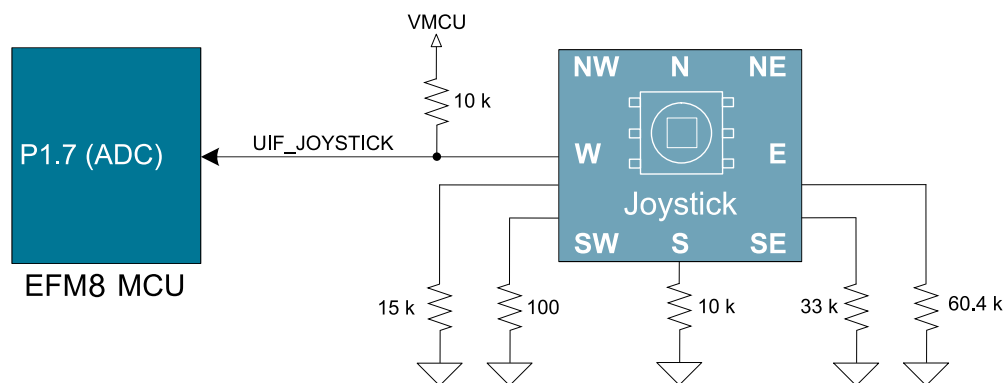 VMCU
NW N NE
10 k
P1.7 (ADC)
UIF_JOYSTICK
W E
Joystick
SW S SE
EFM8 MCU
15 k
100
10 k
33 k
60.4 k